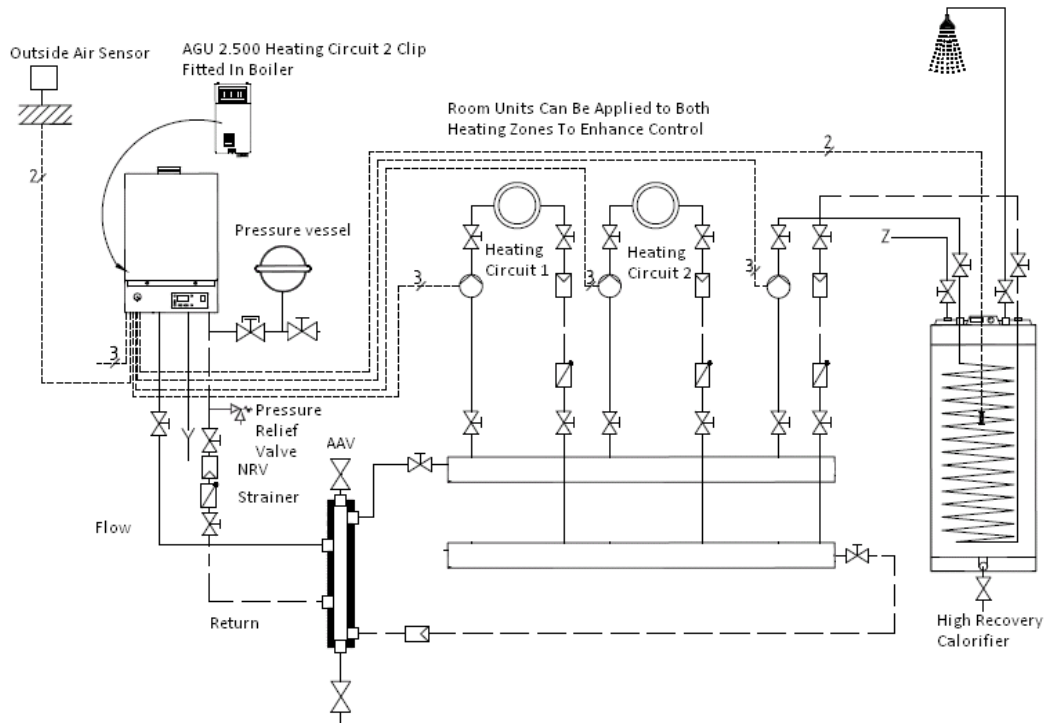 Outside Air Sensor
AGU 2.500 Heating Circuit 2 Clip
Fitted In Boiler
Room Units Can Be Applied to Both
Heating Zones To Enhance Control
2
2
Pressure vessel
Heating
Circuit 1
Heating
Circuit 2
Z
3
3
3
3
Pressure
Relief
Valve
NRV
Strainer
AAV
Flow
Return
High Recovery
Calorifier